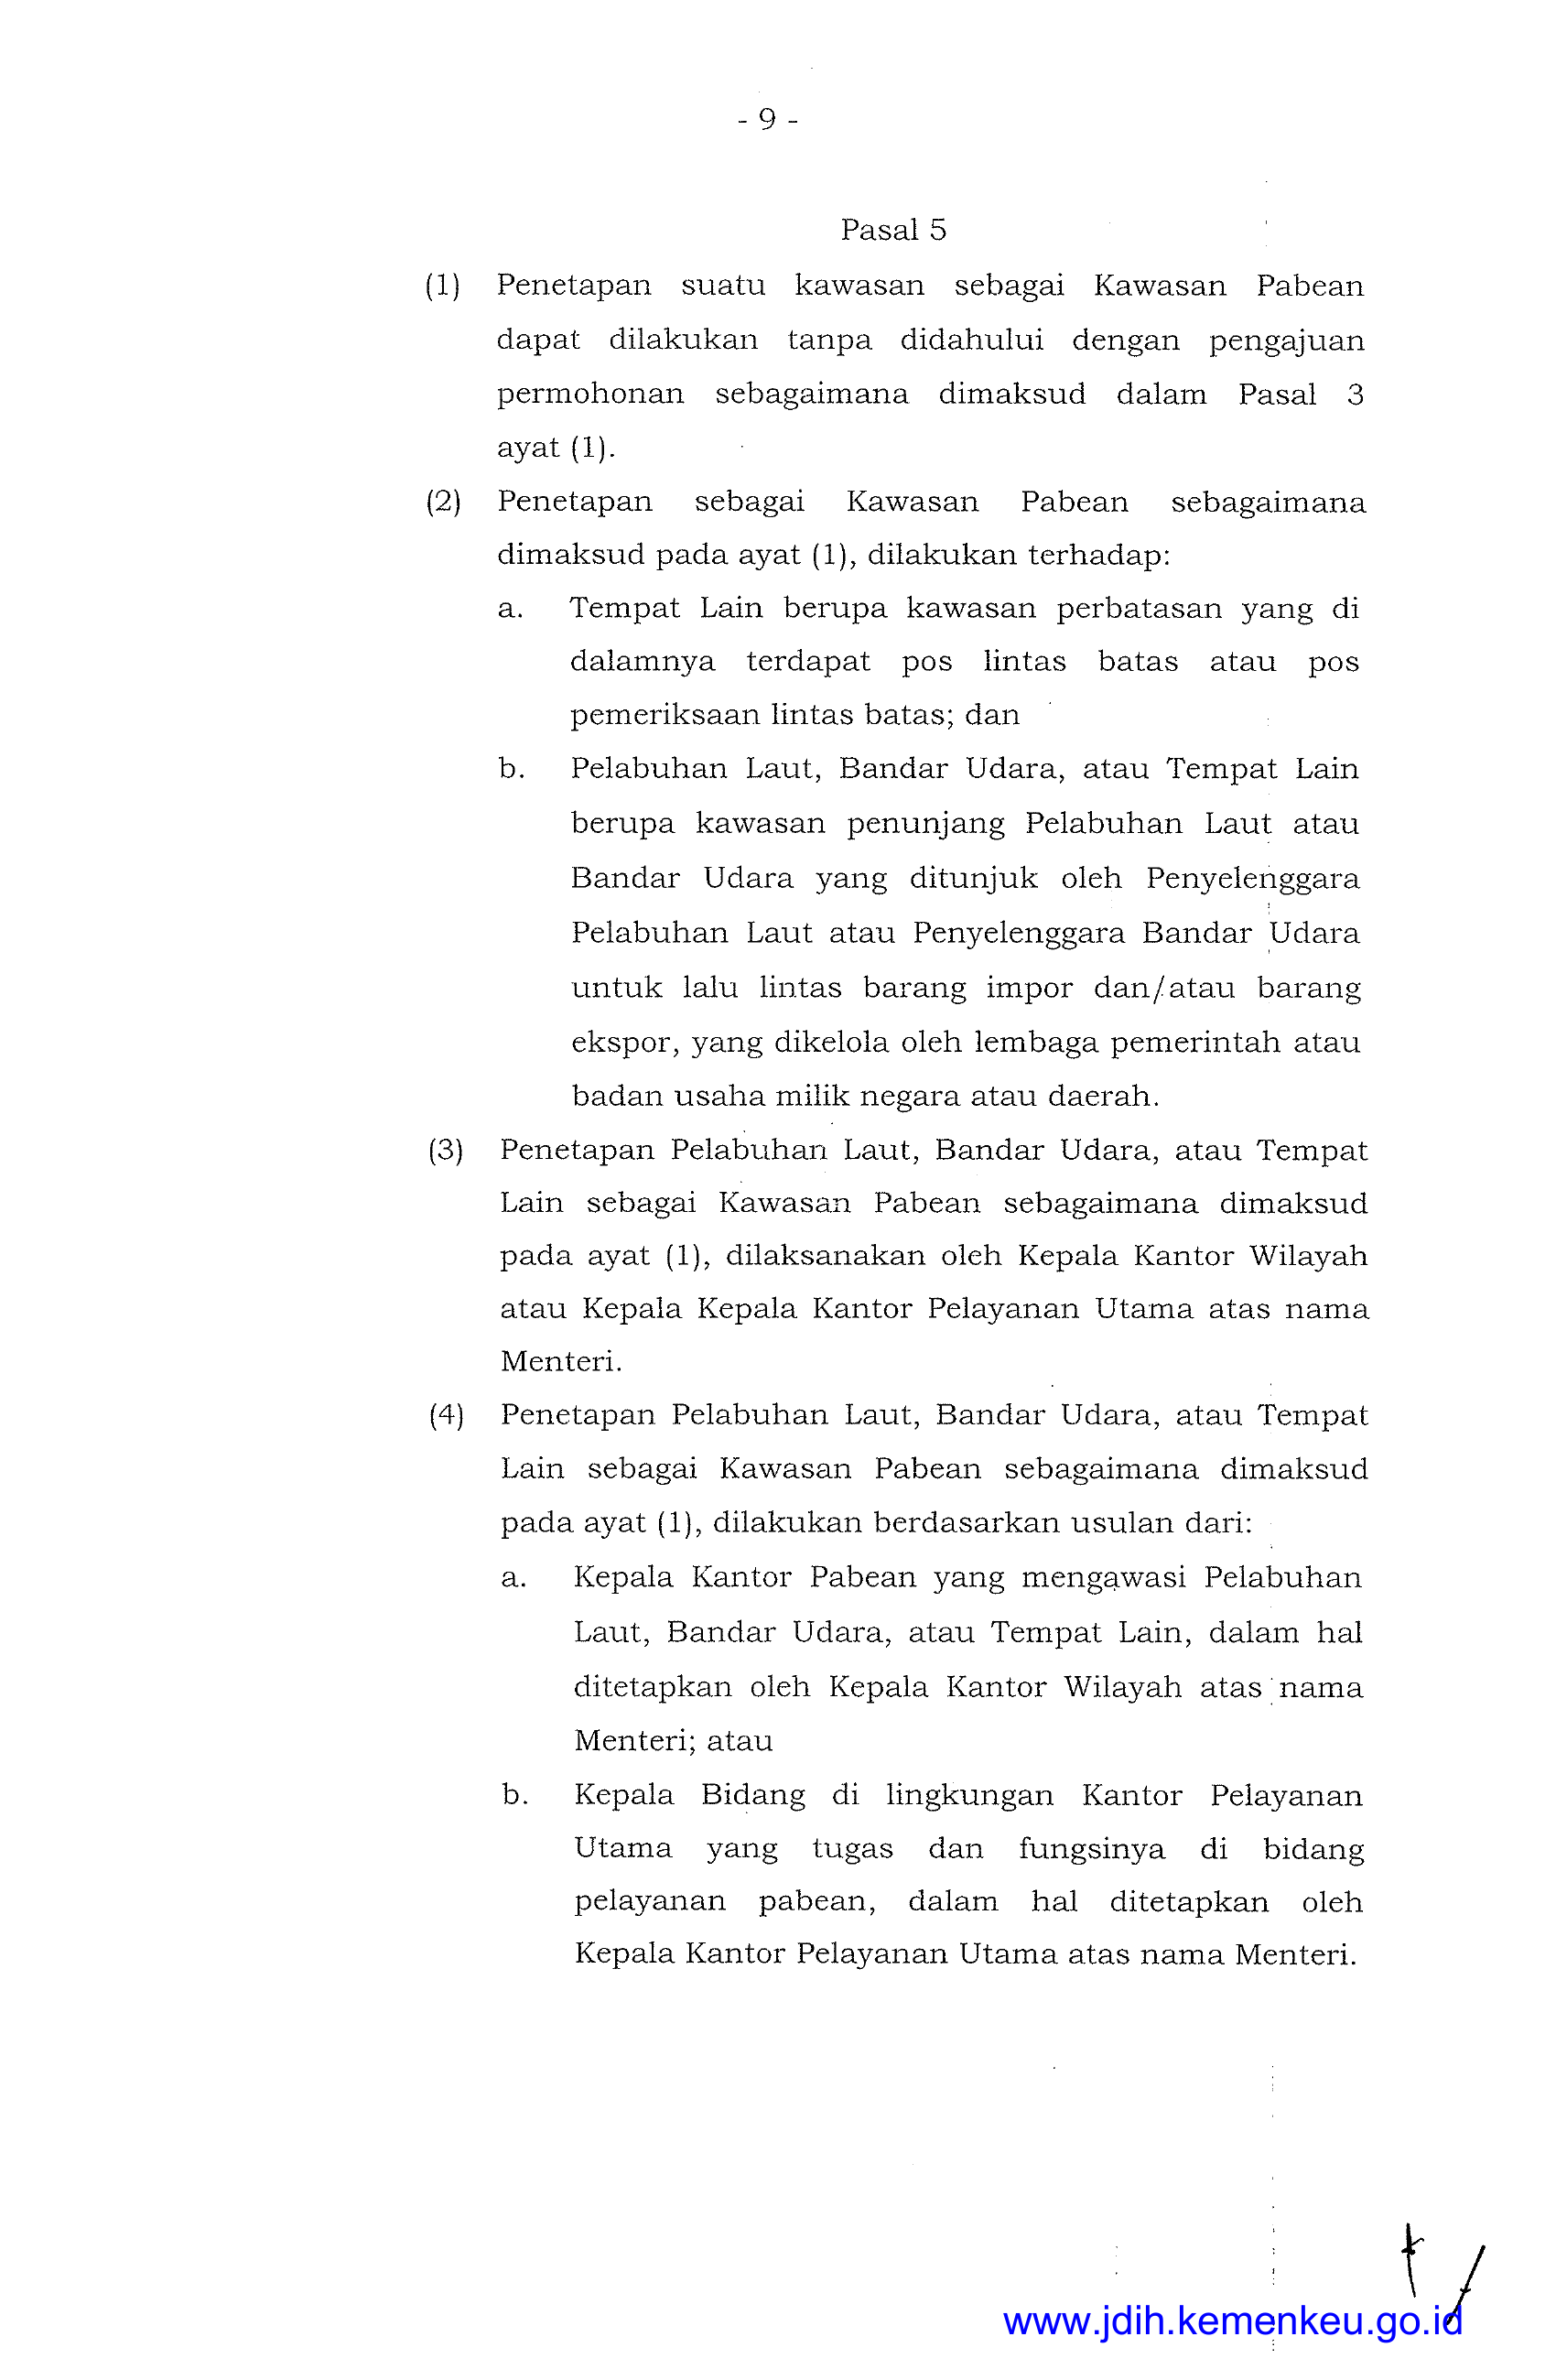 - 9 -
Pasal 5
(1) Penetapan suatu kawasan sebagai Kawasan Pabean
dapat dilakukan tanpa didahului dengan pengajuan
permohonan sebagaimana dimaksud dalam Pasal 3
ayat (1).
(2) Penetapan sebagai Kawasan Pabean sebagaimana
dimaksud pada ayat (1), dilakukan terhadap:
a. Tempat Lain berupa kawasan perbatasan yang di
dalamnya terdapat pos lintas batas atau pos
pemeriksaan lintas batas; dan
b. Pelabuhan Laut, Bandar Udara, atau Tempat Lain
berupa kawasan penunjang Pelabuhan Laut atau
Bandar Udara yang ditunjuk oleh Penyelenggara
Pelabuhan Laut atau Penyelenggara Bandar Udara
untuk lalu lintas barang impor dan/atau barang
ekspor, yang dikelola oleh lembaga pemerintah atau
badan usaha milik negara atau daerah.
(3) Penetapan Pelabuhan Laut, Bandar Udara, atau Tempat
Lain sebagai Kawasan Pabean sebagaimana dimaksud
pada ayat (1), dilaksanakan oleh Kepala Kantor Wilayah
atau Kepala Kepala Kantor Pelayanan Utama atas nama
Menteri.
(4) Penetapan Pelabuhan Laut, Bandar Udara, atau Tempat
Lain sebagai Kawasan Pabean sebagaimana dimaksud
pada ayat (1), dilakukan berdasarkan usulan dari:
a. Kepala Kantor Pabean yang mengawasi Pelabuhan
Laut, Bandar Udara, atau Tempat Lain, dalam hal
ditetapkan oleh Kepala Kantor Wilayah atas nama
Menteri; atau
b. Kepala Bidang di lingkungan Kantor Pelayanan
Utama yang tugas dan fungsinya di bidang
pelayanan pabean, dalam hal ditetapkan oleh
Kepala Kantor Pelayanan Utama atas nama Menteri.
www.jdih.kemenkeu.go.id